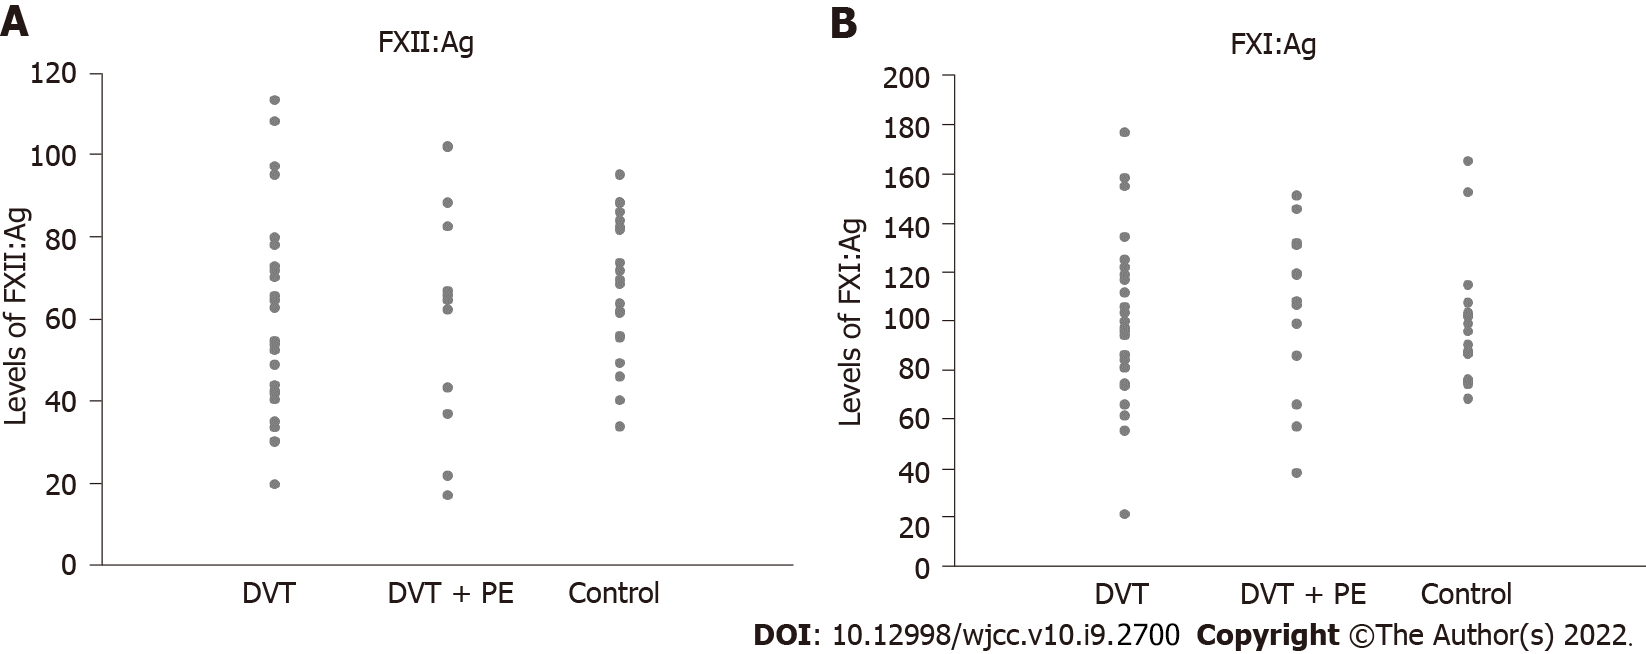 A
FXII:Ag
Levels of FXII:Ag
120
100
80
60
40
20
0
DVT DVT + PE Control
B
FXI:Ag
Levels of FXI:Ag
200
180
160
140
120
100
80
60
40
20
0
DVT DVT + PE Control
DOI: 10.12998/wjcc.v10.i9.2700 Copyright ©The Author(s) 2022.